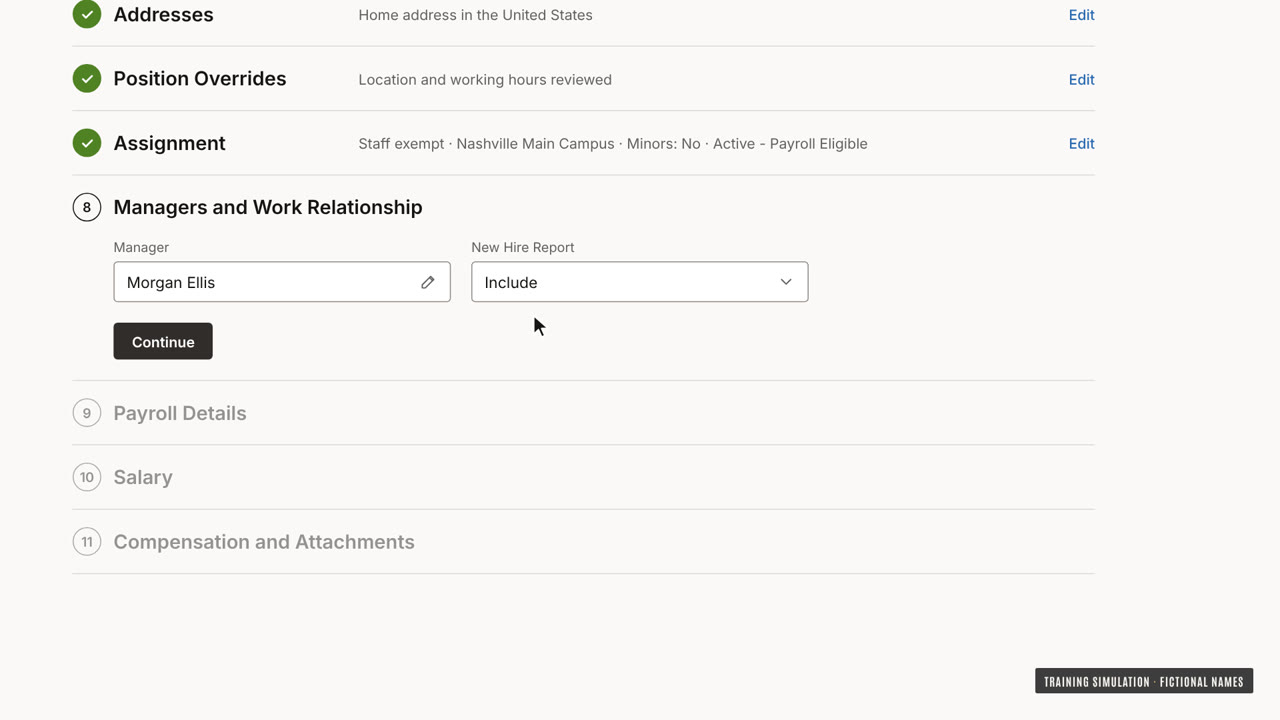 Addresses Home address in the United States Edit
Position Overrides Location and working hours reviewed Edit
Assignment Staff exempt · Nashville Main Campus · Minors: No · Active - Payroll Eligible Edit
8 Managers and Work Relationship
Manager New Hire Report
Morgan Ellis Include
Continue
9 Payroll Details
10 Salary
11 Compensation and Attachments
TRAINING SIMULATION · FICTIONAL NAMES